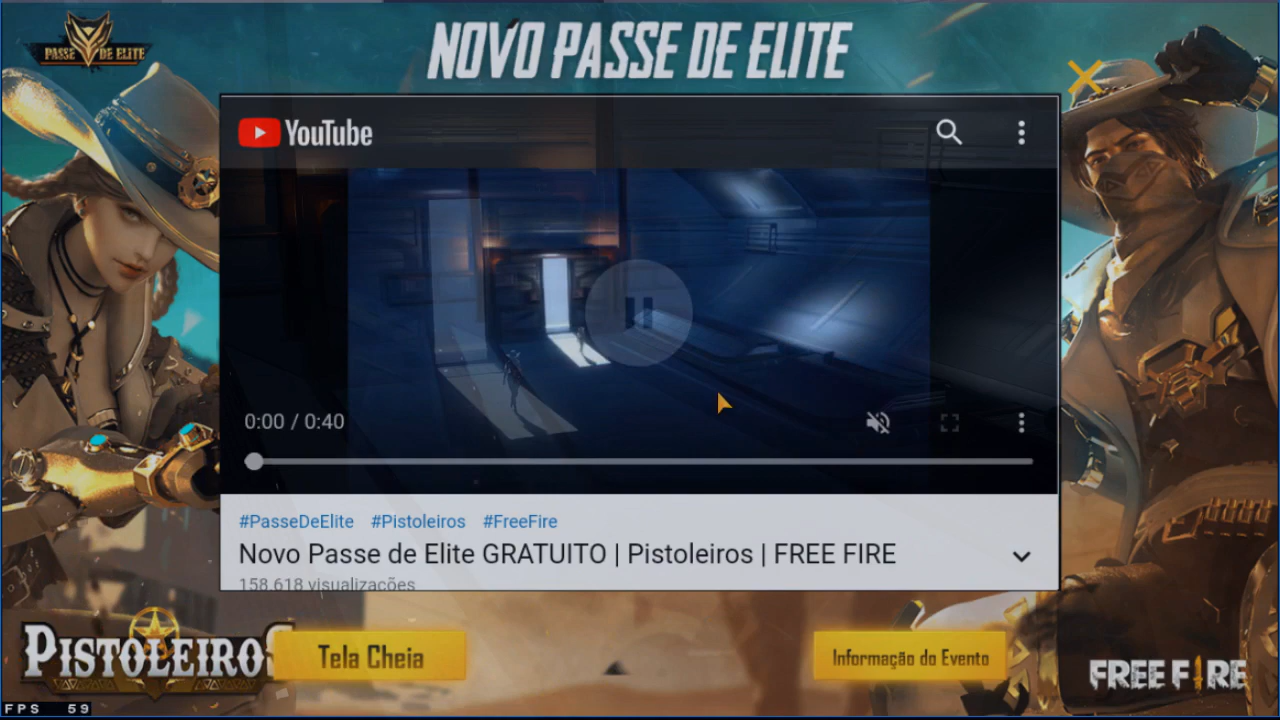 PASSE DE ELITE
NOVO PASSE DE ELITE
YouTube
0:00 / 0:40
#PasseDeElite #Pistoleiros #FreeFire
Novo Passe de Elite GRATUITO | Pistoleiros | FREE FIRE
158.618 visualizações
PISTOLEIROS
Tela Cheia
Informação do Evento
FREE FIRE
FPS 59